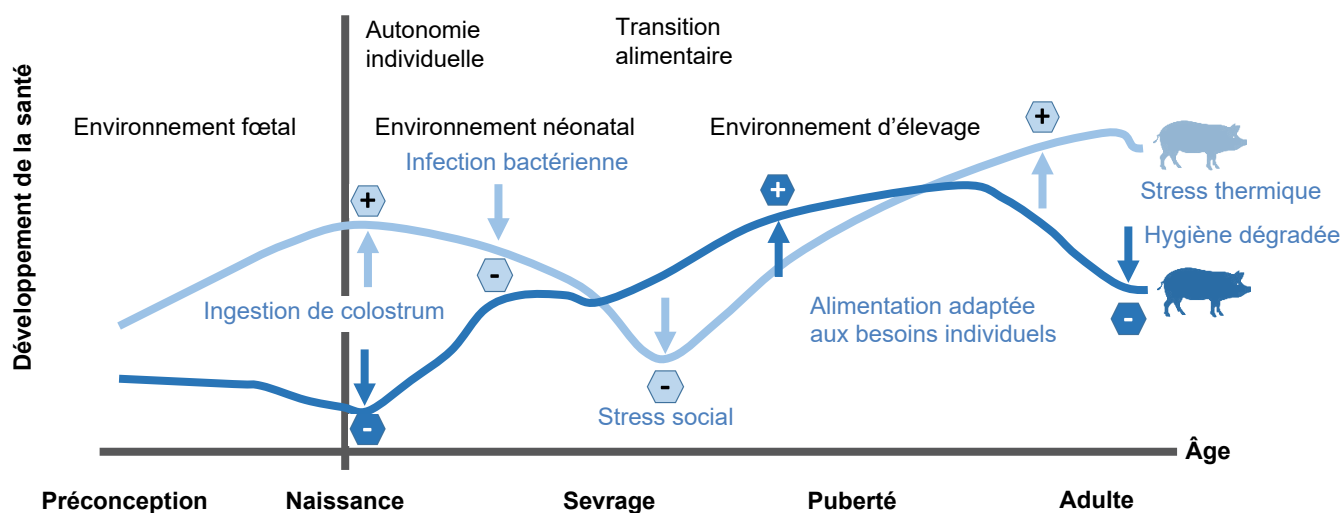 Développement de la santé
Autonomie
individuelle
Transition
alimentaire
Environnement fœtal
Environnement néonatal
Environnement d’élevage
+
Infection bactérienne
+
+
Stress thermique
Hygiène dégradée
-
Ingestion de colostrum
Alimentation adaptée
aux besoins individuels
-
-
Stress social
-
Âge
Préconception
Naissance
Sevrage
Puberté
Adulte